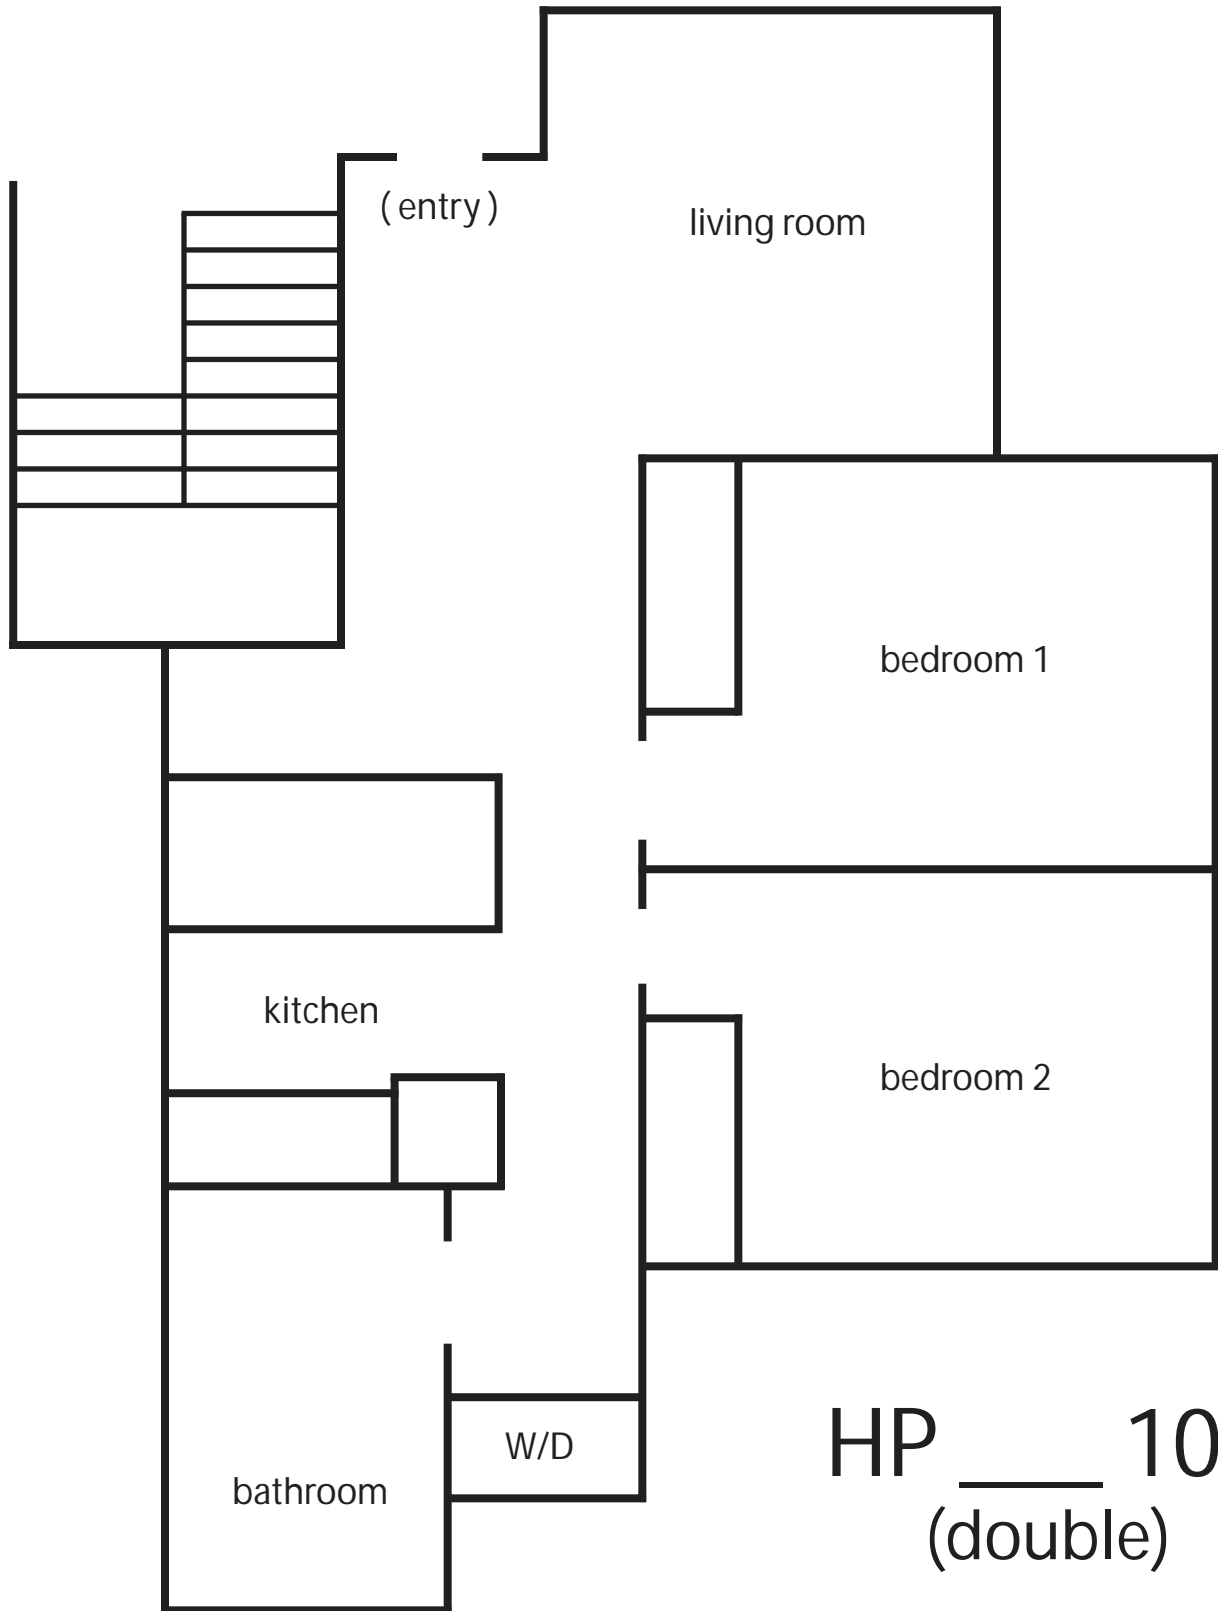 ( entry )
living room
bedroom 1
kitchen
bedroom 2
W/D
bathroom
HP ___ 10
(double)